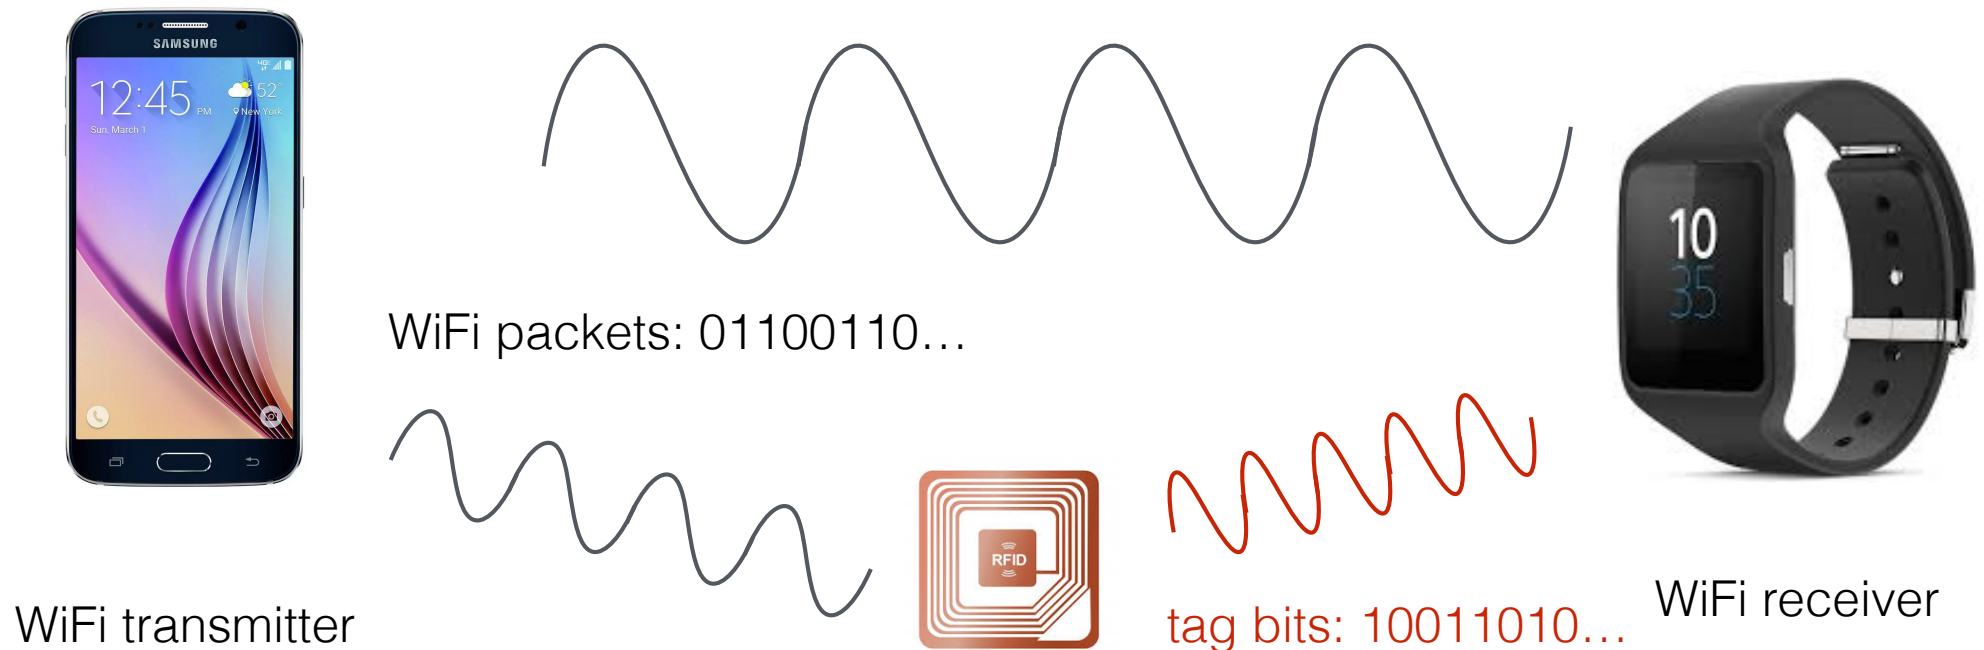 SAMSUNG
4G
12:45 PM
52°
New York
Sun, March 1
10
35
WiFi packets: 01100110…
RFID
WiFi transmitter
tag bits: 10011010…
WiFi receiver